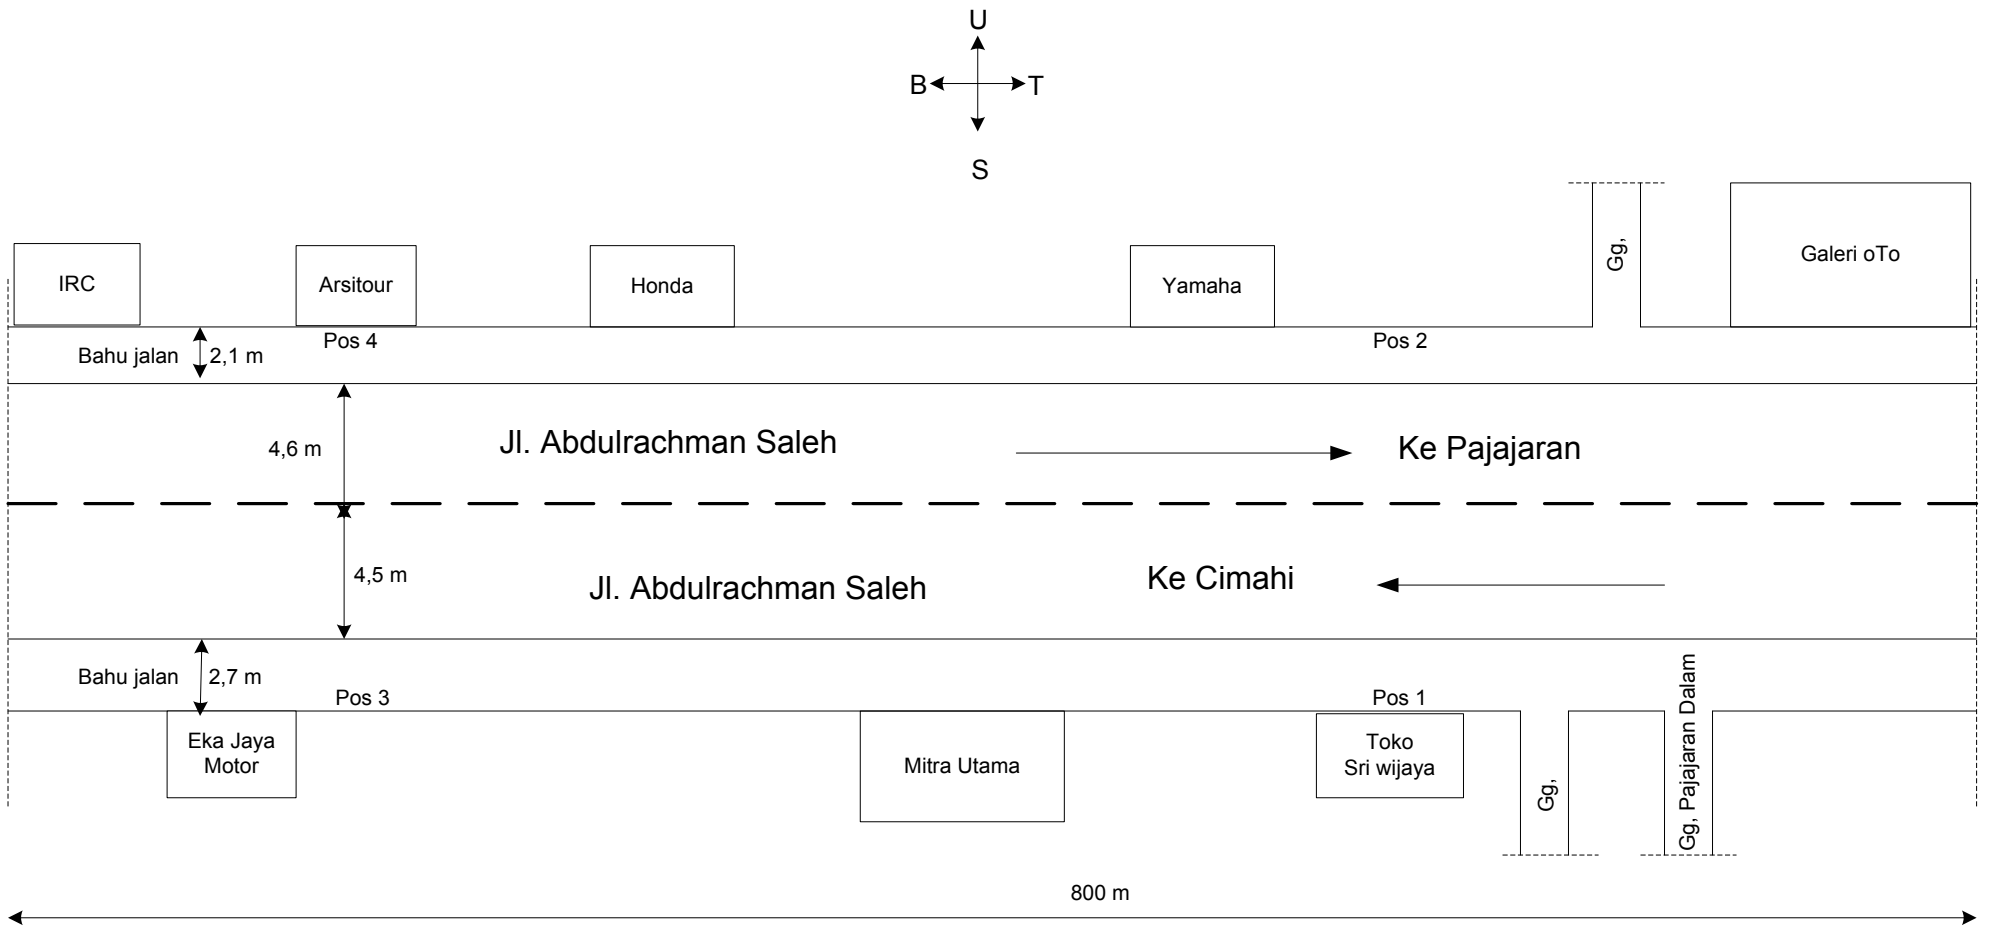 U
B
T
S
IRC
Arsitour
Honda
Yamaha
Gg,
Galeri oTo
Pos 4
Pos 2
Bahu jalan
2,1 m
4,6 m
Jl. Abdulrachman Saleh
Ke Pajajaran
4,5 m
Jl. Abdulrachman Saleh
Ke Cimahi
Bahu jalan
2,7 m
Pos 3
Pos 1
Eka Jaya
Motor
Mitra Utama
Toko
Sri wijaya
Gg,
Gg, Pajajaran Dalam
800 m